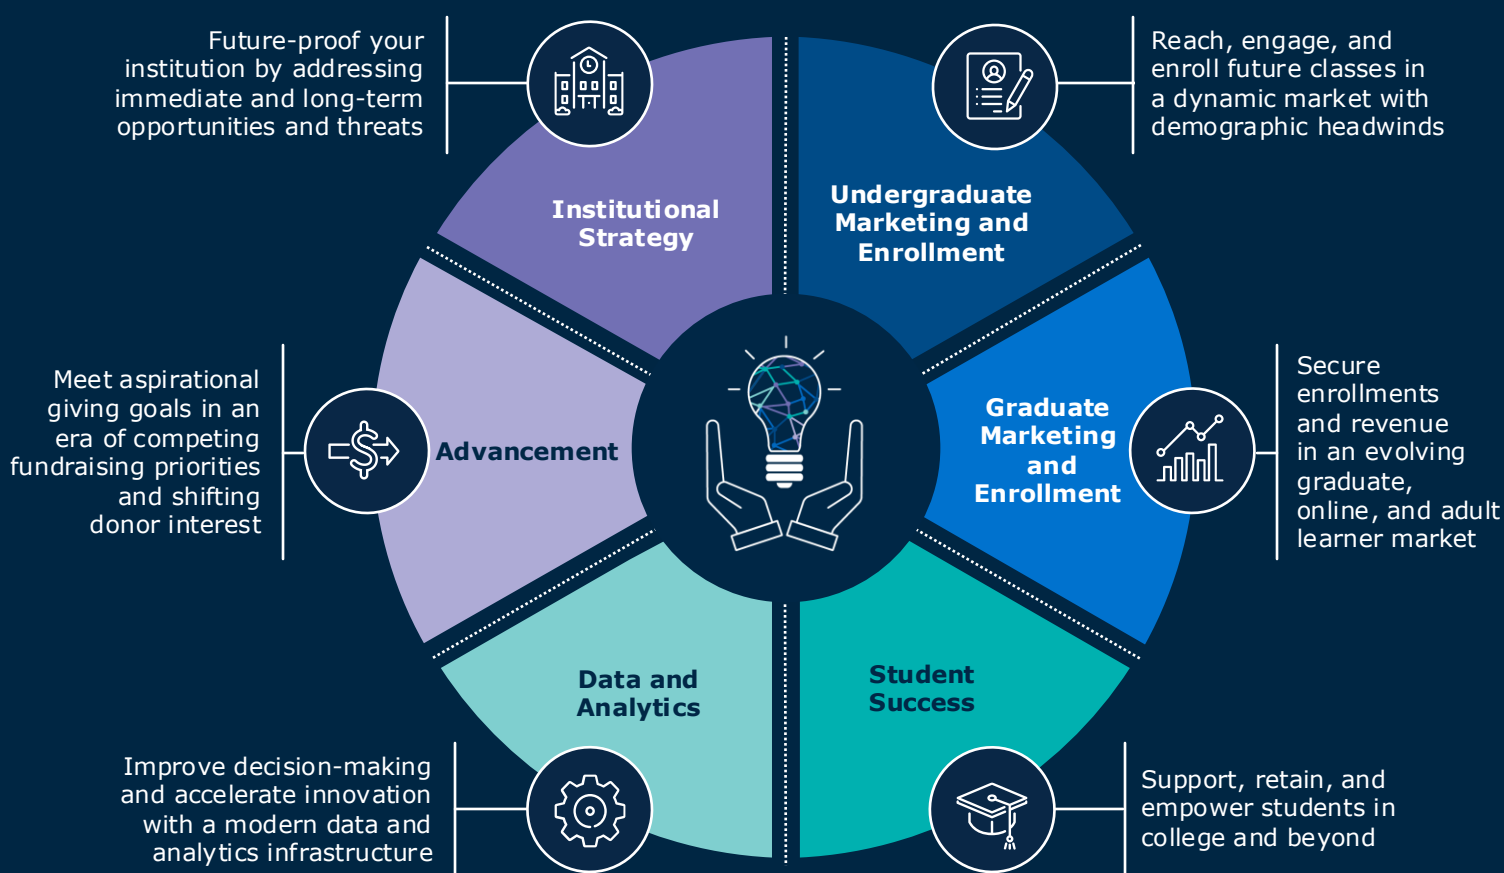 Future-proof your
institution by addressing
immediate and long-term
opportunities and threats
Institutional
Strategy
Undergraduate
Marketing and
Enrollment
Reach, engage, and
enroll future classes in
a dynamic market with
demographic headwinds
Meet aspirational
giving goals in an
era of competing
fundraising priorities
and shifting
donor interest
Advancement
Graduate
Marketing
and
Enrollment
Secure
enrollments
and revenue
in an evolving
graduate,
online, and adult
learner market
Improve decision-making
and accelerate innovation
with a modern data and
analytics infrastructure
Data and
Analytics
Student
Success
Support, retain, and
empower students in
college and beyond